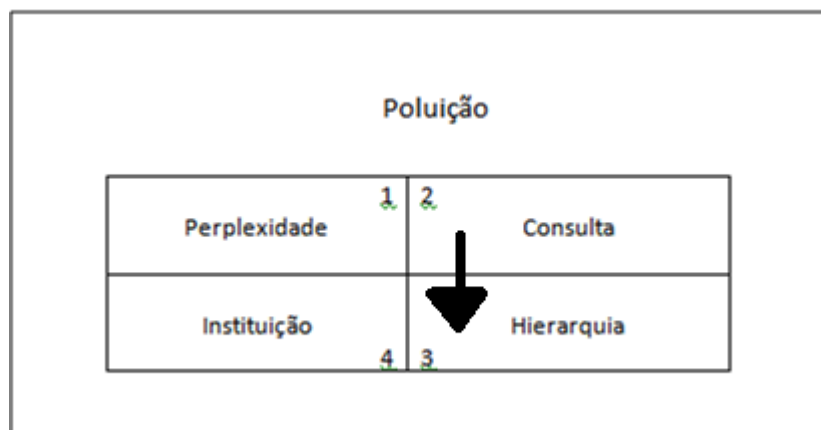 Poluição
1 2
Perplexidade Consulta
Instituição Hierarquia
4 3